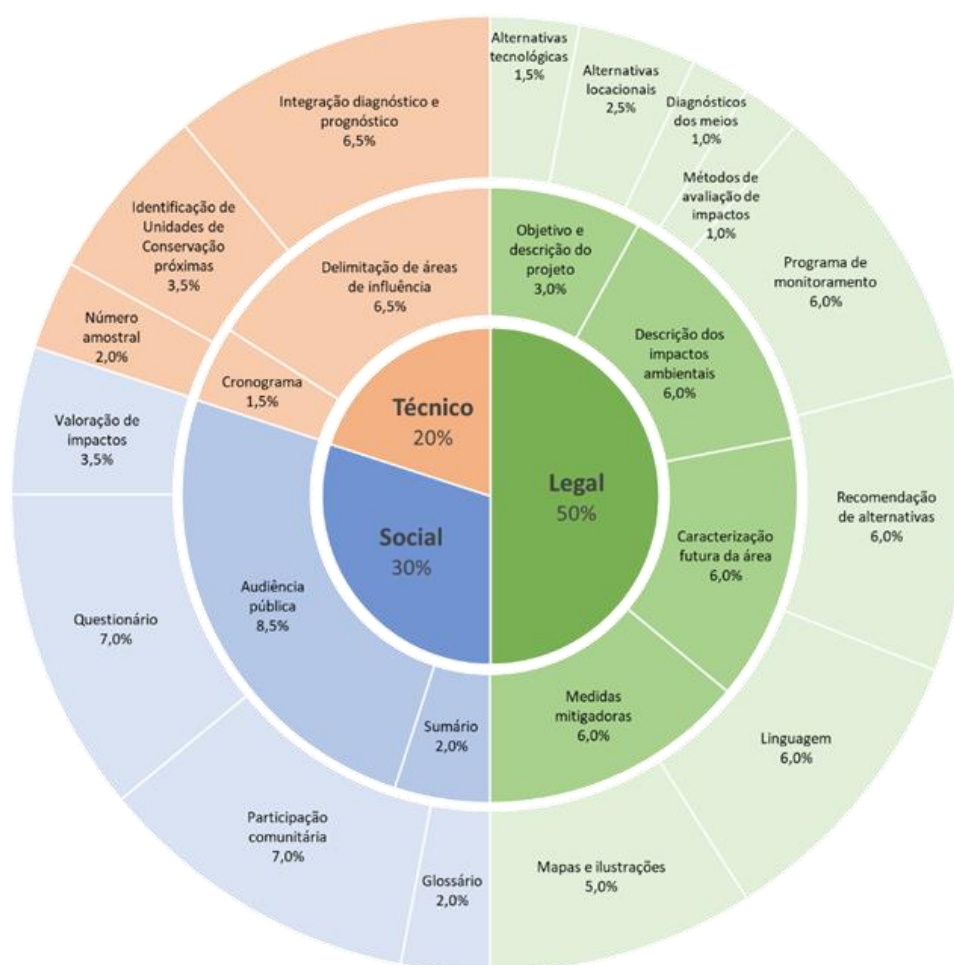 Alternativas
tecnológicas
1,5%
Alternativas
locacionais
2,5%
Diagnósticos
dos meios
1,0%
Métodos de
avaliação de
impactos
1,0%
Programa de
monitoramento
6,0%
Recomendação
de alternativas
6,0%
Linguagem
6,0%
Mapas e ilustrações
5,0%
Glossário
2,0%
Participação
comunitária
7,0%
Questionário
7,0%
Valoração de
impactos
3,5%
Número
amostral
2,0%
Identificação de
Unidades de
Conservação
próximas
3,5%
Integração diagnóstico e
prognóstico
6,5%
Objetivo e
descrição do
projeto
3,0%
Descrição dos
impactos
ambientais
6,0%
Caracterização
futura da área
6,0%
Medidas
mitigadoras
6,0%
Sumário
2,0%
Audiência
pública
8,5%
Cronograma
1,5%
Delimitação de áreas
de influência
6,5%
Técnico
20%
Legal
50%
Social
30%